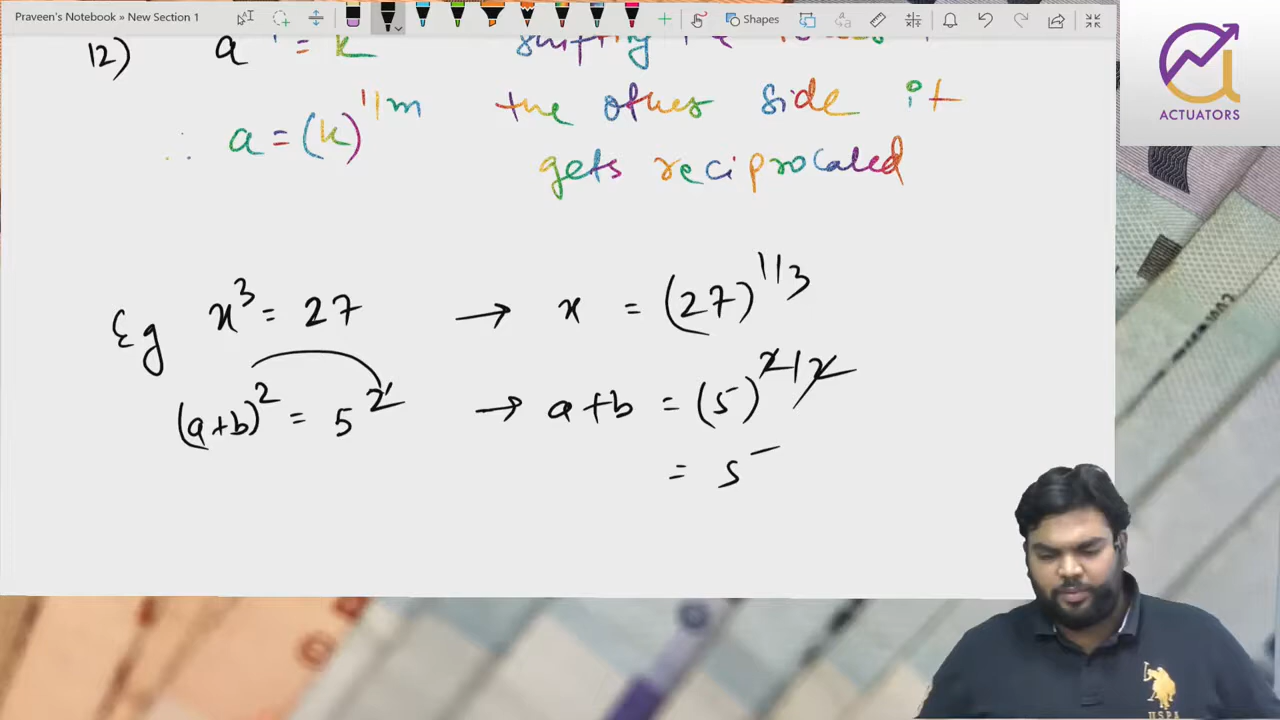 Praveen's Notebook » New Section 1
Shapes
ACTUATORS
12) a = k
∴ a = (k)^1/m
the other side it
gets reciprocaled
Eg x³ = 27 → x = (27)^1/3
(a+b)² = 5² → a+b = (5)^2/2
= 5
U.S.P.A